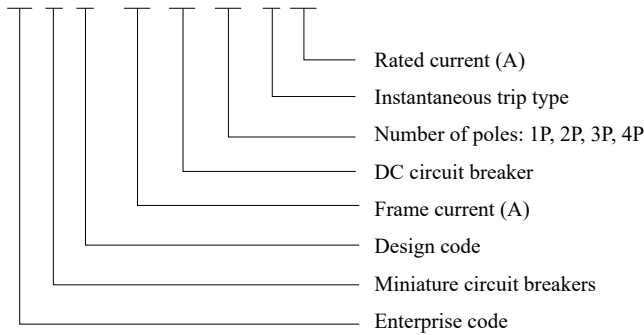 Rated current (A)
Instantaneous trip type
Number of poles: 1P, 2P, 3P, 4P
DC circuit breaker
Frame current (A)
Design code
Miniature circuit breakers
Enterprise code